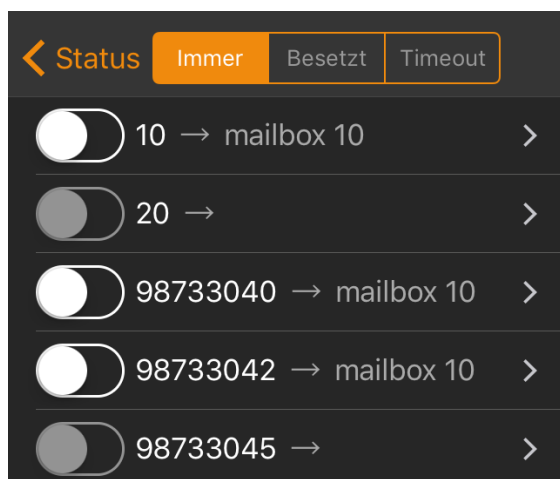 Status Immer Besetzt Timeout
10 → mailbox 10
20 →
98733040 → mailbox 10
98733042 → mailbox 10
98733045 →